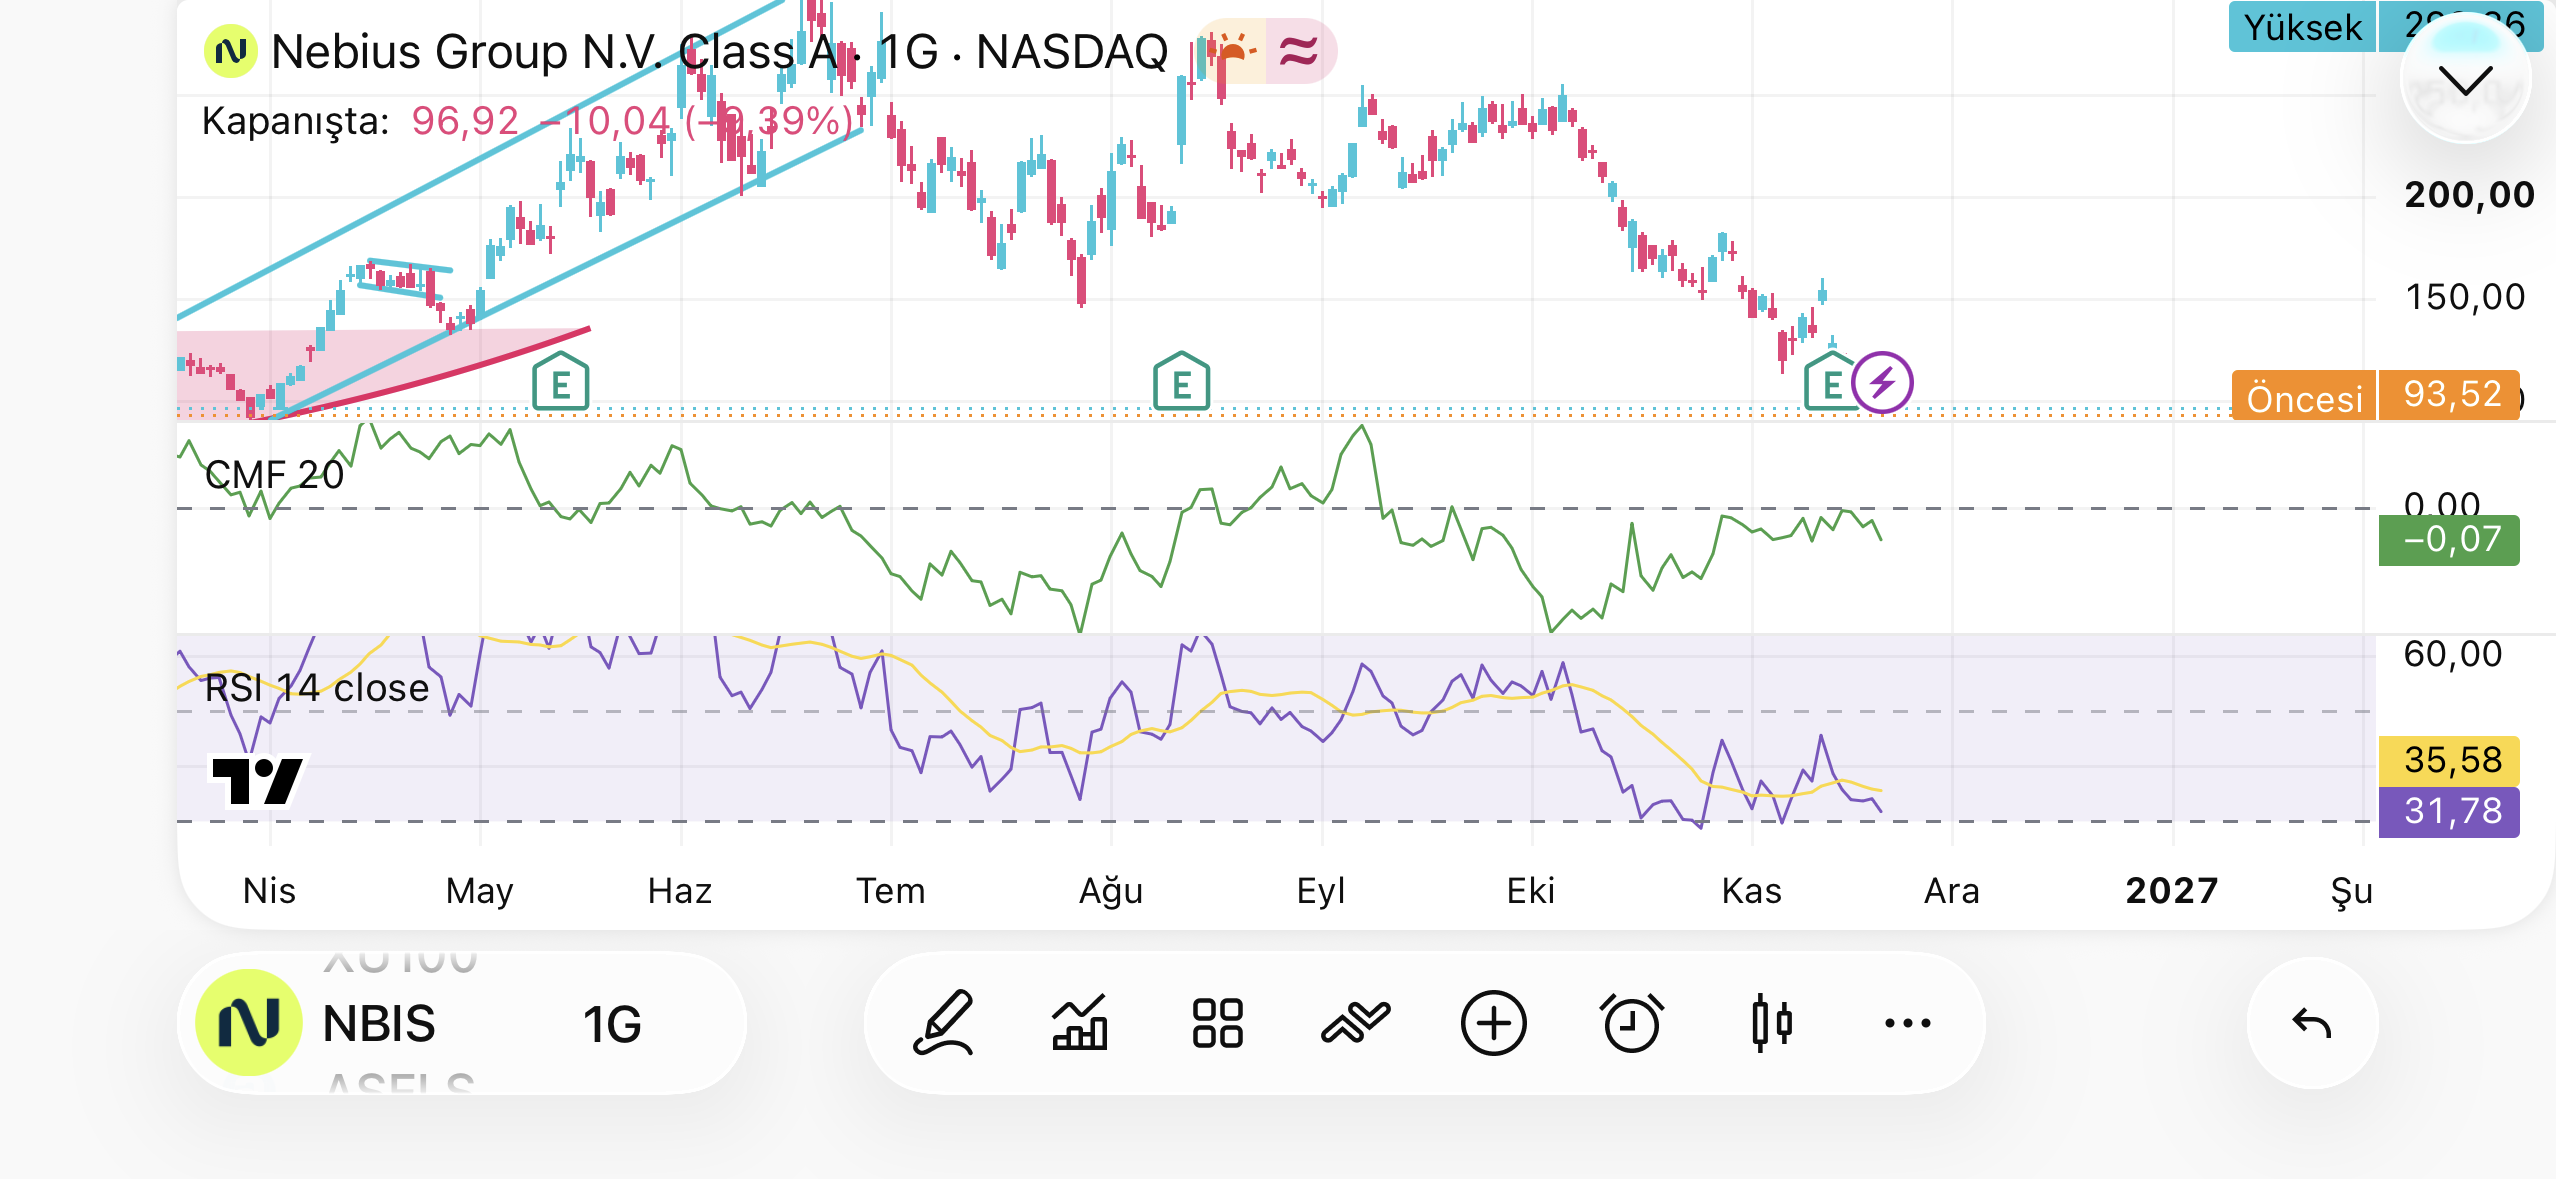 Nebius Group N.V. Class A · 1G · NASDAQ
Kapanışta: 96,92 −10,04 (−9,39%)
Yüksek
200,00
150,00
Öncesi 93,52
E
E
E
CMF 20
0,00
−0,07
RSI 14 close
60,00
35,58
31,78
Nis May Haz Tem Ağu Eyl Eki Kas Ara 2027 Şu
XU100
NBIS 1G
ASELS